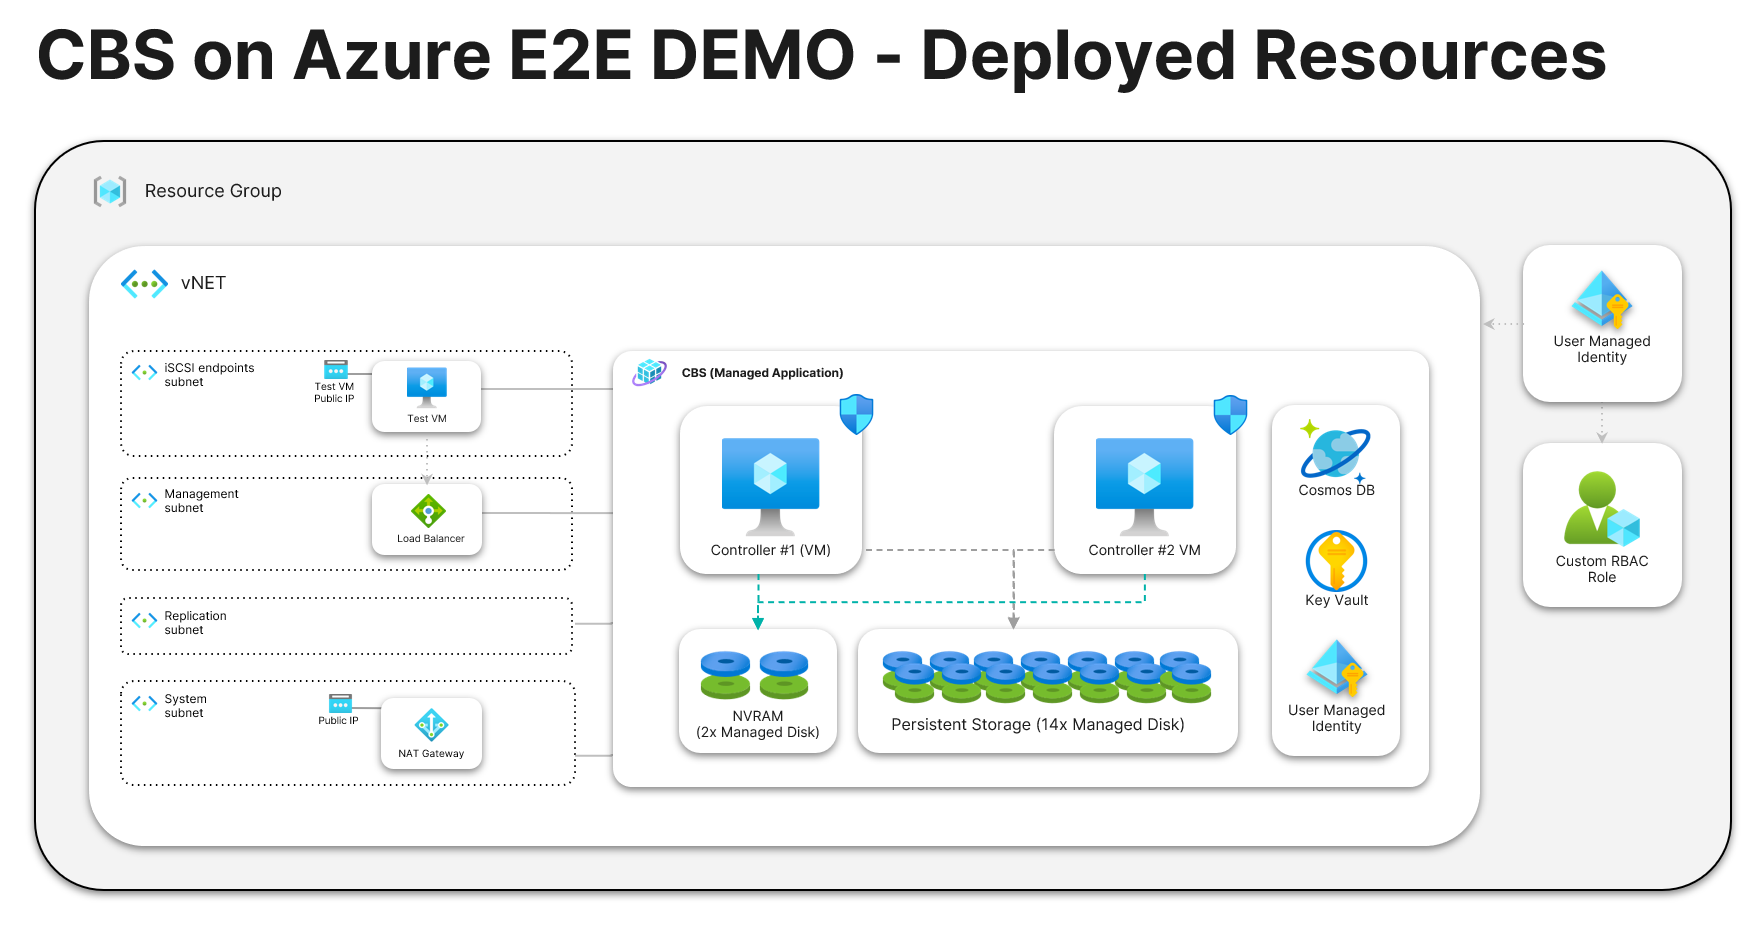 CBS on Azure E2E DEMO - Deployed Resources
Resource Group
vNET
iSCSI endpoints
subnet
Test VM
Public IP
Test VM
Management
subnet
Load Balancer
Replication
subnet
System
subnet
Public IP
NAT Gateway
CBS (Managed Application)
Controller #1 (VM)
Controller #2 VM
NVRAM
(2x Managed Disk)
Persistent Storage (14x Managed Disk)
Cosmos DB
Key Vault
User Managed
Identity
User Managed
Identity
Custom RBAC
Role